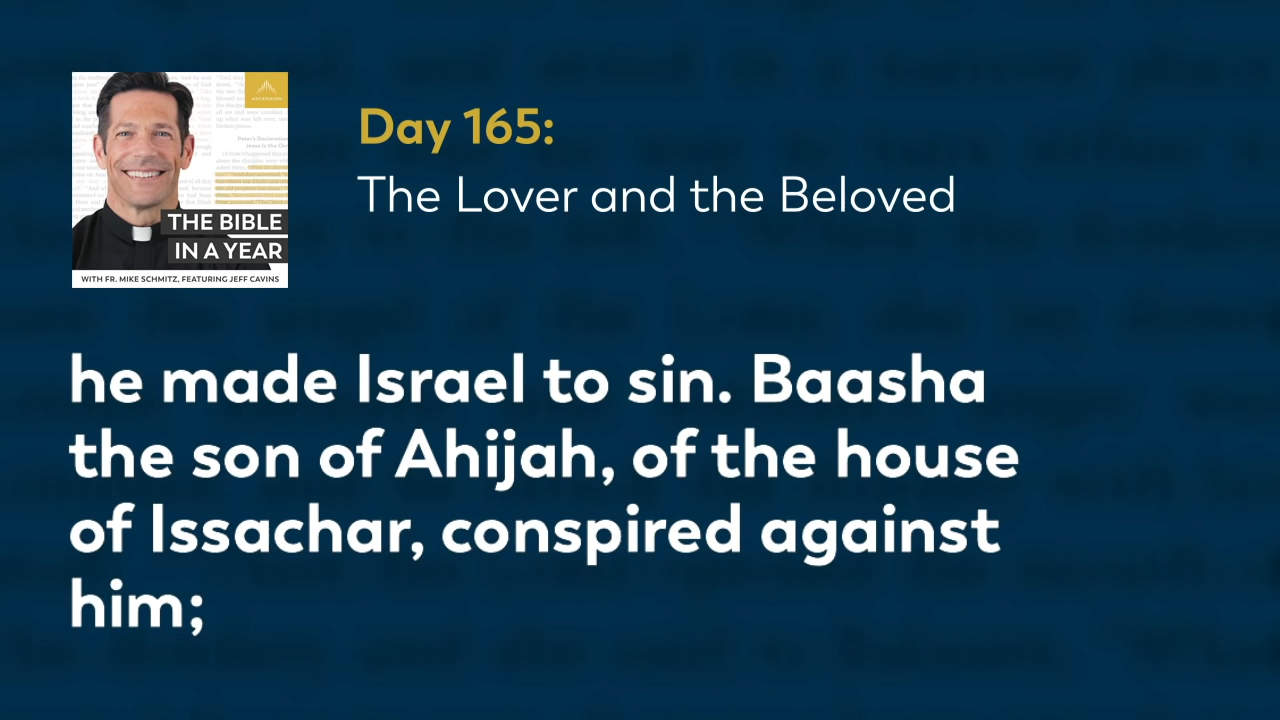 ASCENSION
THE BIBLE
IN A YEAR
WITH FR. MIKE SCHMITZ, FEATURING JEFF CAVINS
Day 165:
The Lover and the Beloved
he made Israel to sin. Baasha
the son of Ahijah, of the house
of Issachar, conspired against
him;